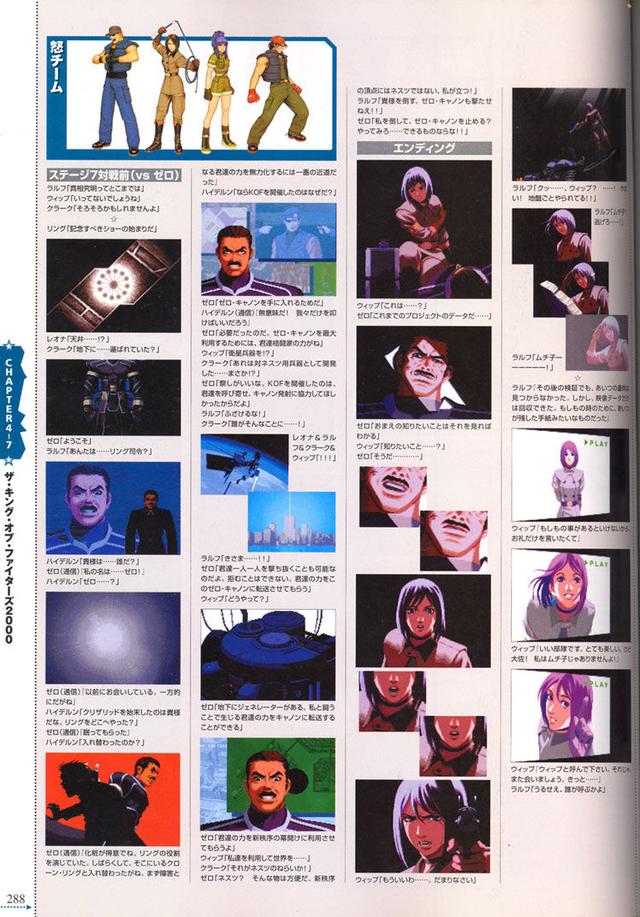 怒チーム
ステージ7対戦前(vs ゼロ)
ラルフ「真相究明ってとこまでは」
ウィップ「いってないでしょうね」
クラーク「そろそろかもしれませんよ」
☆
リング「記念すべきショーの始まりだ」
レオナ「天井……!?」
クラーク「地下に……運ばれていた?」
ゼロ「ようこそ」
ラルフ「あんたは……リング司令?」
ハイデルン「貴様は……誰だ?」
ゼロ(通信)「私の名は……ゼロ!」
ハイデルン「ゼロ……?」
ゼロ(通信)「以前にお会いしている。一方的
にだがね」
ハイデルン「クリザリッドを始末したのは貴様
だな。リングをどこへやった?」
ゼロ(通信)「眠ってもらった」
ハイデルン「入れ替わったのか?」
ゼロ(通信)「化粧が得意でね。リングの役割
を演じていた。しばらくして、そこにいるクロ
ーン・リングと入れ替わったがね。まず障害と
なる君達の力を無力化するには一番の近道だ
った」
ハイデルン「ならKOFを開催したのはなぜだ?」
ゼロ「ゼロ・キャノンを手に入れるためだ」
ハイデルン(通信)「無意味だ! 我々だけを叩
けばいいだろう」
ゼロ「必要だったのだ。ゼロ・キャノンを最大
利用するためには、君達格闘家の力がね」
ウィップ「衛星兵器!?」
クラーク「あれは対ネスツ用兵器として開発
した……まさか!?」
ゼロ「察しがいいな。KOFを開催したのは、
君達を呼び寄せ、キャノン発射に協力してほし
かったからだよ」
ラルフ「ふざけるな!」
クラーク「誰がそんなことに……!」
レオナ&ラル
フ&クラーク&
ウィップ「!!!」
ラルフ「きさま……!!」
ゼロ「君達一人一人を撃ち抜くことも可能な
のだよ。拒むことはできない。君達の力をこ
のゼロ・キャノンに転送させてもらう」
ウィップ「どうやって?」
ゼロ「地下にジェネレーターがある。私と闘う
ことで生じる君達の力をキャノンに転送する
ことができる」
ゼロ「君達の力を新秩序の幕開けに利用させ
てもらうよ」
ウィップ「私達を利用して世界を……」
クラーク「それがネスツのねらいか!」
ゼロ「ネスツ? そんな物は方便だ。新秩序
の頂点にはネスツではない、私が立つ!」
ラルフ「貴様を倒す。ゼロ・キャノンも撃たせ
ねえ!!」
ゼロ「私を倒して、ゼロ・キャノンを止める?
やってみろ……できるものならな!!」
エンディング
ウィップ「これは……?」
ゼロ「これまでのプロジェクトのデータだ……」
ゼロ「おまえの知りたいことはそれを見れば
わかる」
ウィップ「知りたいこと……?」
ゼロ「そうだ…………」
ウィップ「もういいわ……。だまりなさい」
ラルフ「クッ……、ウィップ? ……!
い! 地盤ごとやられてる!!」
ラルフ「ムチ子!
逃げろ……!」
ラルフ「ムチ子ー
ーーーーー!」
☆
ラルフ「その後の検証でも、あいつの
見つからなかった。しかし、映像データだけ
は回収できた。もしもの時のために、あいつ
が残した手紙みたいなものだった」
▶PLAY
ウィップ「もしもの事があるといけないから、
お礼だけを言いたくて」
▶PLAY
ウィップ「いい部隊です。とても楽しい。
大佐! 私はムチ子じゃありませんよ!」
▶PLAY
ウィップ「ウィップと呼んで下さい。それじゃ
また会いましょう。きっと……」
ラルフ「うるせえ、誰が呼ぶかよ」
CHAPTER4-7
ザ・キング・オブ・ファイターズ2000
288